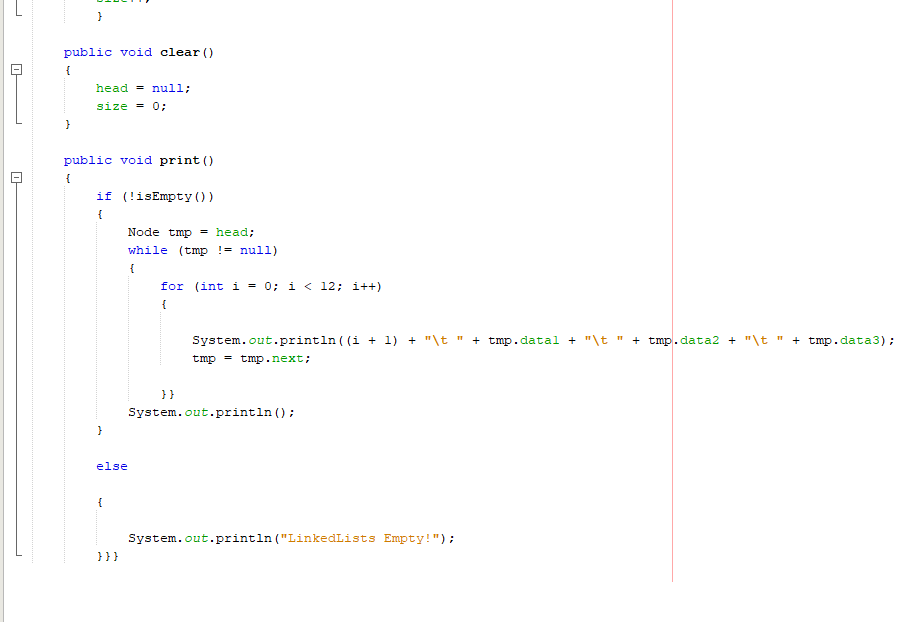 }
public void clear()
{
head = null;
size = 0;
}
public void print()
{
if (!isEmpty())
{
Node tmp = head;
while (tmp != null)
{
for (int i = 0; i < 12; i++)
{
System.out.println((i + 1) + "\t " + tmp.data1 + "\t " + tmp.data2 + "\t " + tmp.data3);
tmp = tmp.next;
}}
System.out.println();
}
else
{
System.out.println("LinkedLists Empty!");
}}}